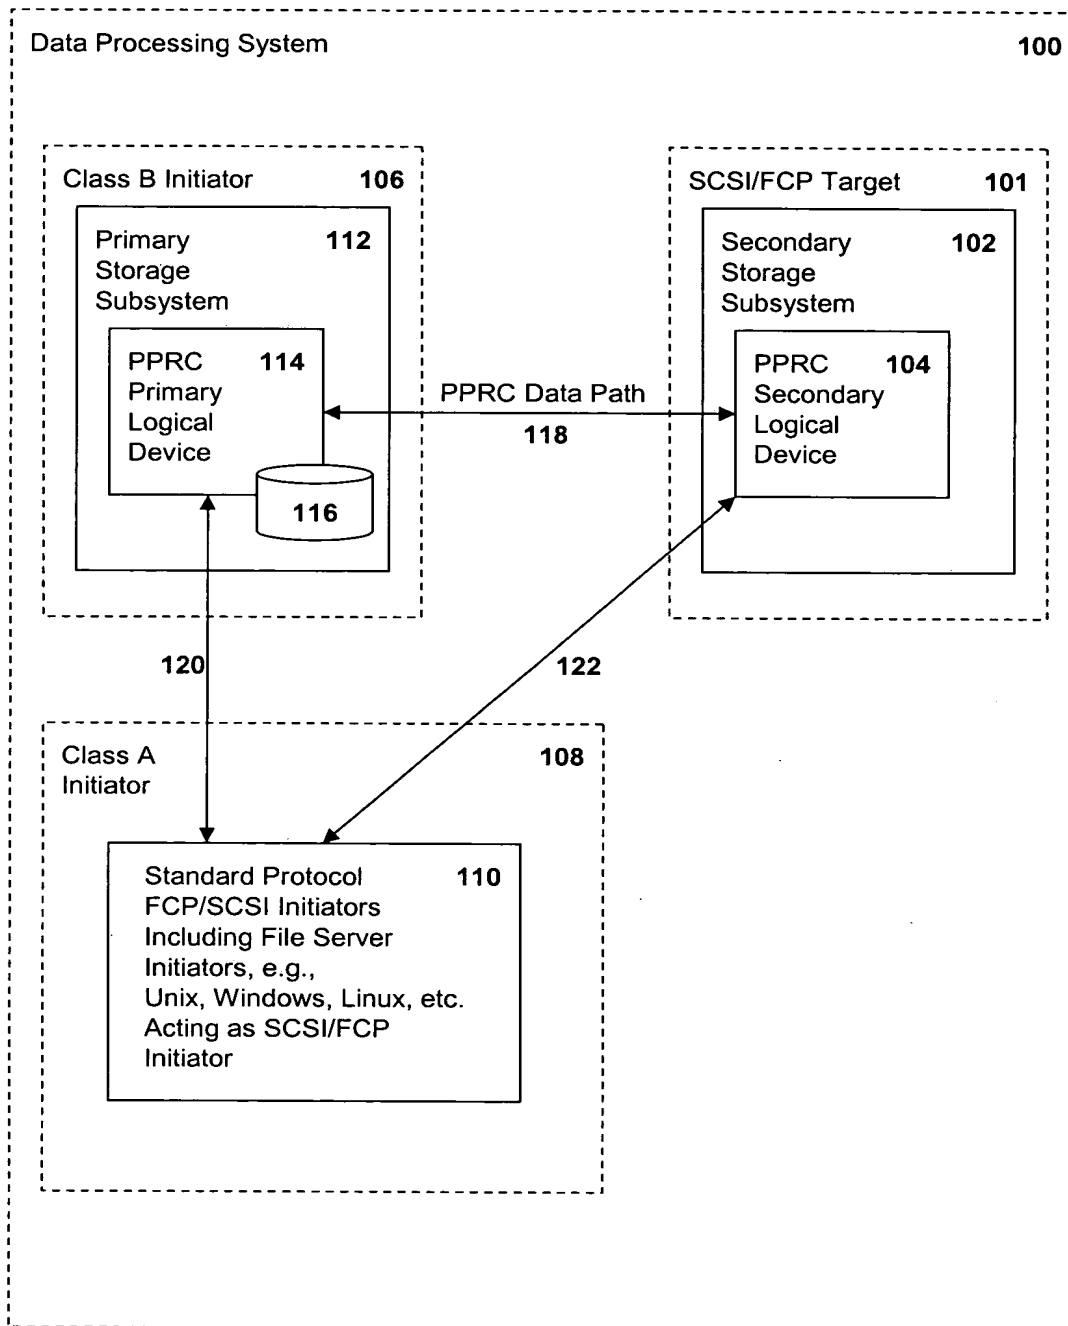 Data Processing System 100
Class B Initiator 106
Primary 112
Storage
Subsystem
PPRC 114
Primary
Logical
Device
116
PPRC Data Path
118
SCSI/FCP Target 101
Secondary 102
Storage
Subsystem
PPRC 104
Secondary
Logical
Device
120
122
Class A 108
Initiator
Standard Protocol 110
FCP/SCSI Initiators
Including File Server
Initiators, e.g.,
Unix, Windows, Linux, etc.
Acting as SCSI/FCP
Initiator